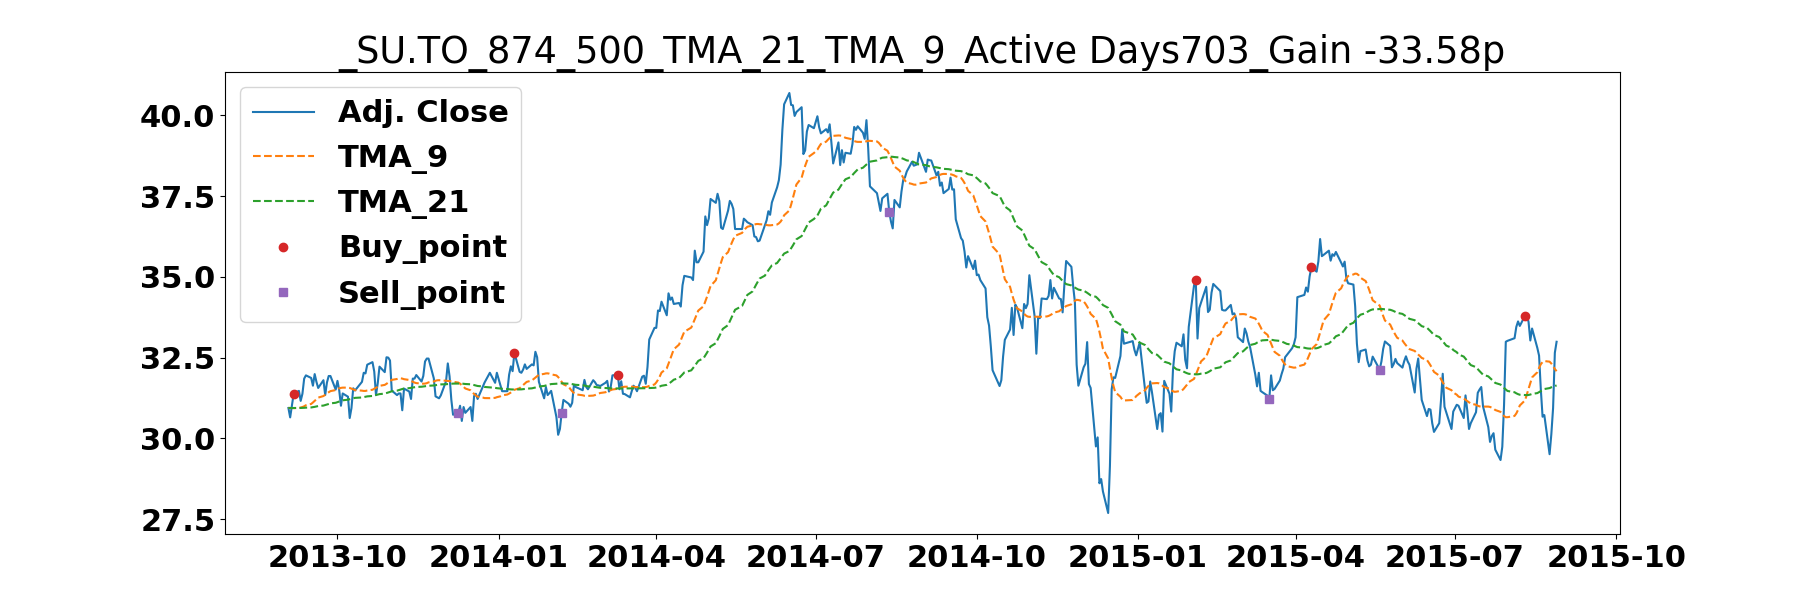 _SU.TO_874_500_TMA_21_TMA_9_Active Days703_Gain -33.58p
Adj. Close
TMA_9
TMA_21
Buy_point
Sell_point
40.0
37.5
35.0
32.5
30.0
27.5
2013-10 2014-01 2014-04 2014-07 2014-10 2015-01 2015-04 2015-07 2015-10